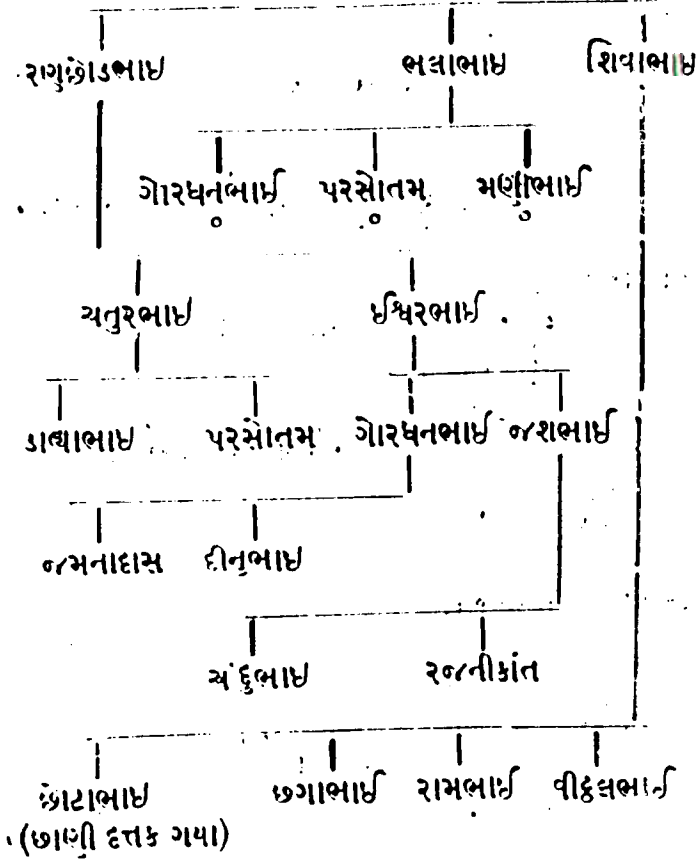 રણછોડભાઇ ભલાભાઇ શિવાભાઇ
ગોરધનભાઈ પરસોતમ મણીભાઈ
ચતુરભાઇ ઈશ્વરભાઈ
ડાહ્યાભાઇ પરસોતમ ગોરધનભાઈ જશભાઈ
જમનાદાસ દીનુભાઇ
ચંદુભાઇ રજનીકાંત
છોટાભાઇ છગાભાઈ રામભાઈ વીઠ્ઠલભાઈ
(છાણી દત્તક ગયા)